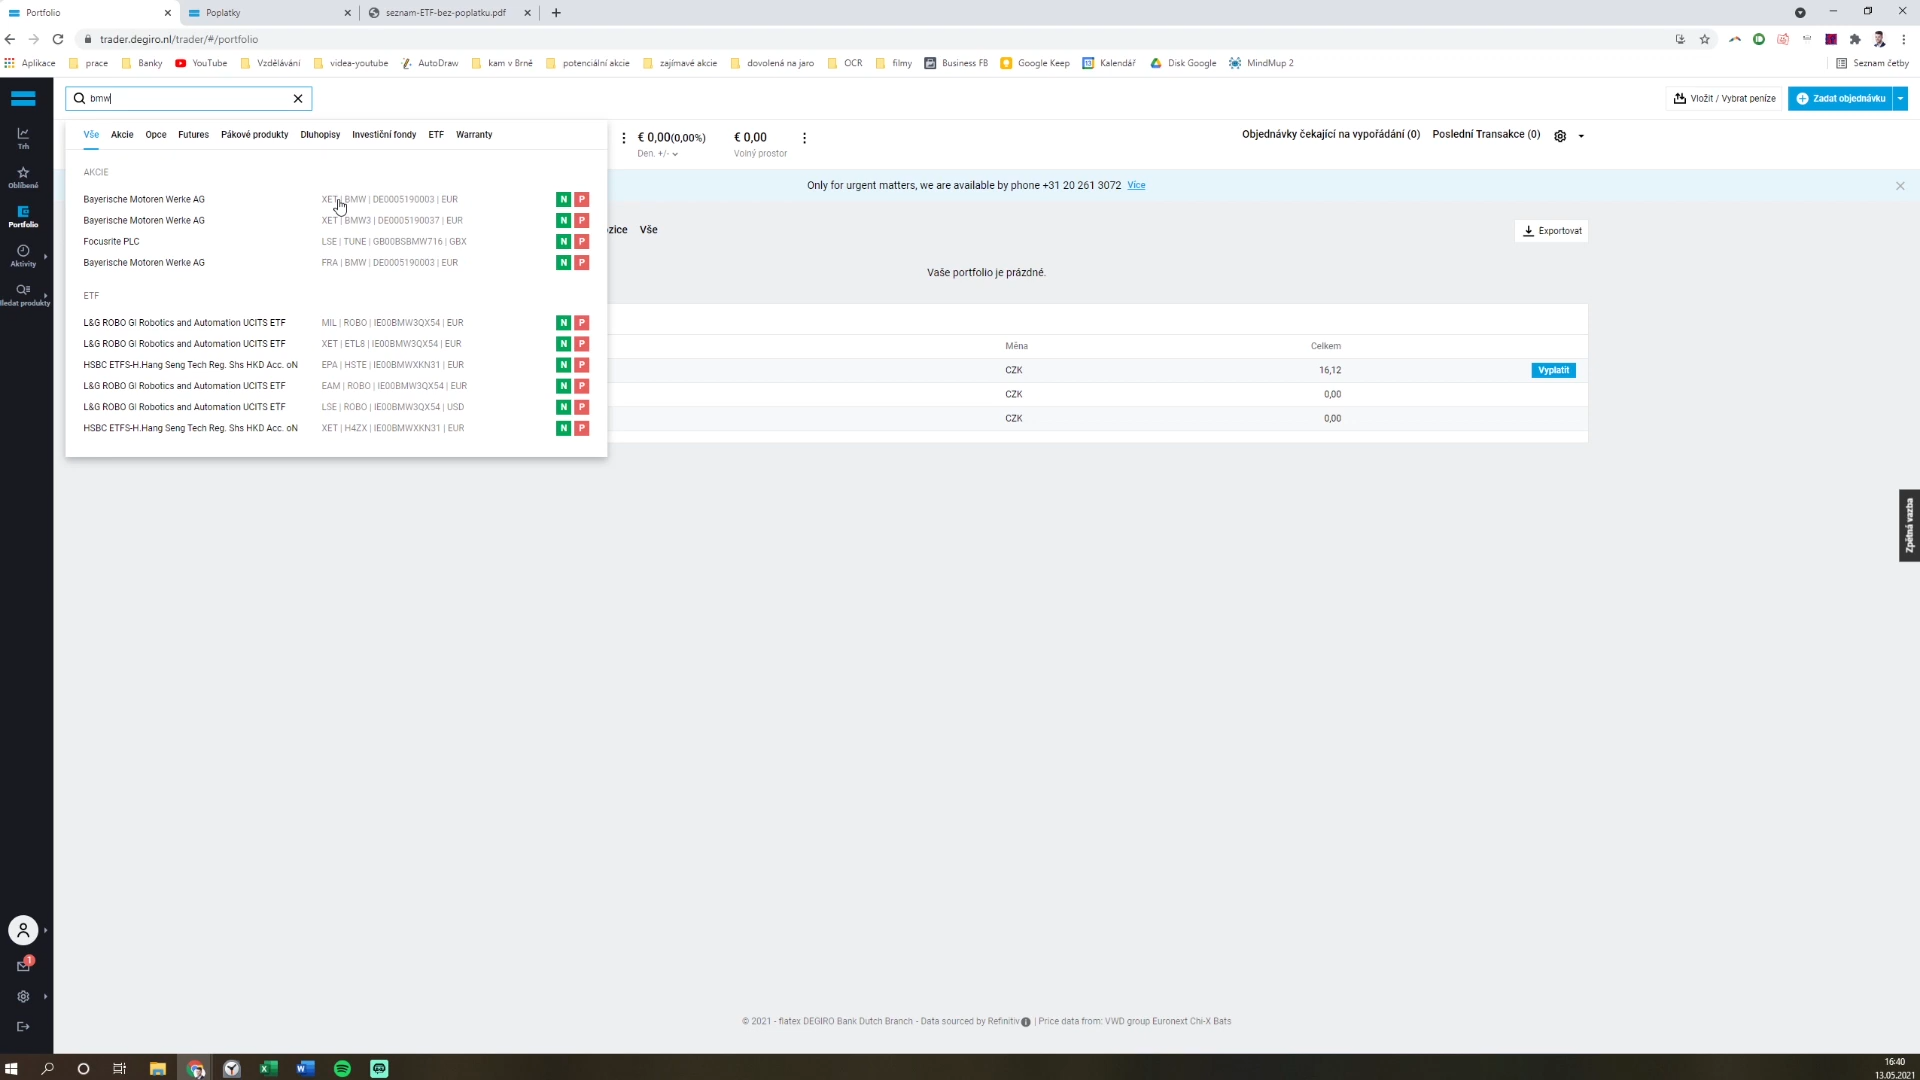 Portfolio
Poplatky
seznam-ETF-bez-poplatku.pdf
trader.degiro.nl/trader/#/portfolio
Aplikace prace Banky YouTube Vzdělávání videa-youtube AutoDraw kam v Brně potenciální akcie zajímavé akcie dovolená na jaro OCR filmy Business FB Google Keep Kalendář Disk Google MindMup 2 Seznam četby
bmw
Vložit / Vybrat peníze
Zadat objednávku
Trh
Oblíbené
Portfolio
Aktivity
Hledat produkty
Vše Akcie Opce Futures Pákové produkty Dluhopisy Investiční fondy ETF Warranty
€ 0,00(0,00%)
Den. +/-
€ 0,00
Volný prostor
Objednávky čekající na vypořádání (0) Poslední Transakce (0)
Only for urgent matters, we are available by phone +31 20 261 3072 Více
AKCIE
Bayerische Motoren Werke AG XET | BMW | DE0005190003 | EUR N P
Bayerische Motoren Werke AG XET | BMW3 | DE0005190037 | EUR N P
Focusrite PLC LSE | TUNE | GB00BSBMW716 | GBX N P
Bayerische Motoren Werke AG FRA | BMW | DE0005190003 | EUR N P
ETF
L&G ROBO Gl Robotics and Automation UCITS ETF MIL | ROBO | IE00BMW3QX54 | EUR N P
L&G ROBO Gl Robotics and Automation UCITS ETF XET | ETL8 | IE00BMW3QX54 | EUR N P
HSBC ETFS-H.Hang Seng Tech Reg. Shs HKD Acc. oN EPA | HSTE | IE00BMWXKN31 | EUR N P
L&G ROBO Gl Robotics and Automation UCITS ETF EAM | ROBO | IE00BMW3QX54 | EUR N P
L&G ROBO Gl Robotics and Automation UCITS ETF LSE | ROBO | IE00BMW3QX54 | USD N P
HSBC ETFS-H.Hang Seng Tech Reg. Shs HKD Acc. oN XET | H4ZX | IE00BMWXKN31 | EUR N P
ozice Vše
Exportovat
Vaše portfolio je prázdné.
Měna Celkem
CZK 16,12 Vyplatit
CZK 0,00
CZK 0,00
Zpětná vazba
1
© 2021 - flatex DEGIRO Bank Dutch Branch - Data sourced by Refinitiv | Price data from: VWD group Euronext Chi-X Bats
16:40
13.05.2021